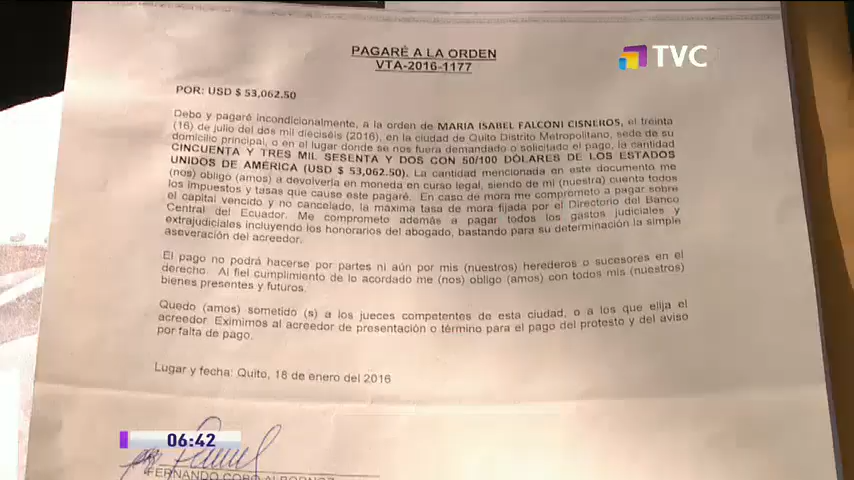 PAGARÉ A LA ORDEN
VTA-2016-1177
TVC
POR: USD $ 53,062.50
Debo y pagaré incondicionalmente, a la orden de MARIA ISABEL FALCONI CISNEROS, el treinta
(16) de julio del dos mil dieciséis (2016), en la ciudad de Quito Distrito Metropolitano, sede de su
domicilio principal, o en el lugar donde se nos fuera demandado o solicitado el pago, la cantidad
CINCUENTA Y TRES MIL SESENTA Y DOS CON 50/100 DÓLARES DE LOS ESTADOS
UNIDOS DE AMÉRICA (USD $ 53,062.50). La cantidad mencionada en este documento me
(nos) obligo (amos) a devolverla en moneda en curso legal, siendo de mi (nuestra) cuenta todos
los impuestos y tasas que cause este pagaré. En caso de mora me comprometo a pagar sobre
el capital vencido y no cancelado, la máxima tasa de mora fijada por el Directorio del Banco
Central del Ecuador. Me comprometo además a pagar todos los gastos judiciales y
extrajudiciales incluyendo los honorarios del abogado, bastando para su determinación la simple
aseveración del acreedor.
El pago no podrá hacerse por partes ni aún por mis (nuestros) herederos o sucesores en el
derecho. Al fiel cumplimiento de lo acordado me (nos) obligo (amos) con todos mis (nuestros)
bienes presentes y futuros.
Quedo (amos) sometido (s) a los jueces competentes de esta ciudad, o a los que elija el
acreedor. Eximimos al acreedor de presentación o término para el pago del protesto y del aviso
por falta de pago.
Lugar y fecha: Quito, 18 de enero del 2016
06:42
FERNANDO COBO ALBORNOZ